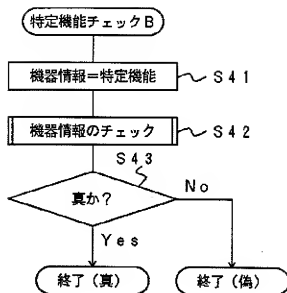 特定機能チェックB
機器情報＝特定機能
S41
機器情報のチェック
S42
S43
真か？
No
Yes
終了（真）
終了（偽）